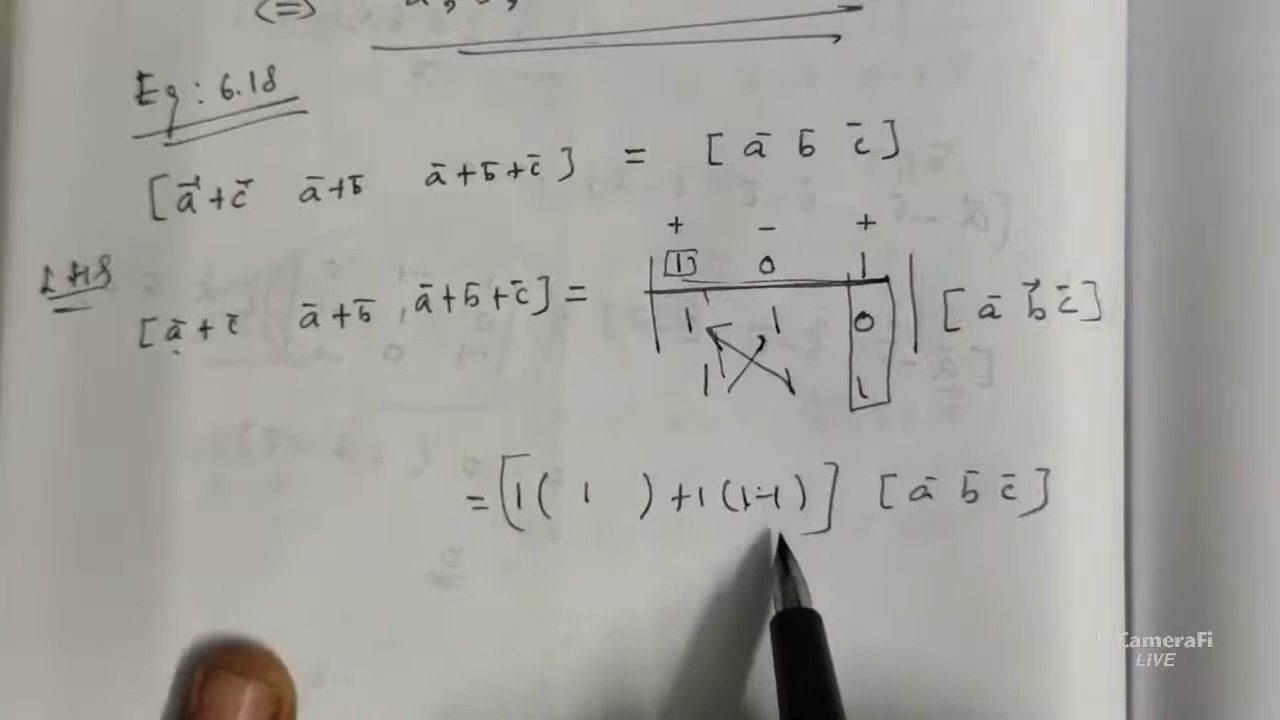 (=)
Eg : 6.18
[a⃗+c⃗ ā+b̄ ā+b̄+c̄] = [ā b̄ c̄]
+ - +
LHS [ā+c̄ ā+b̄, ā+b̄+c̄] = | 1 0 1 | [ā b⃗ c̄]
1 1 0
1 1 1
= [1( 1 ) +1(1-1)] [ā b̄ c̄]
CameraFi
LIVE